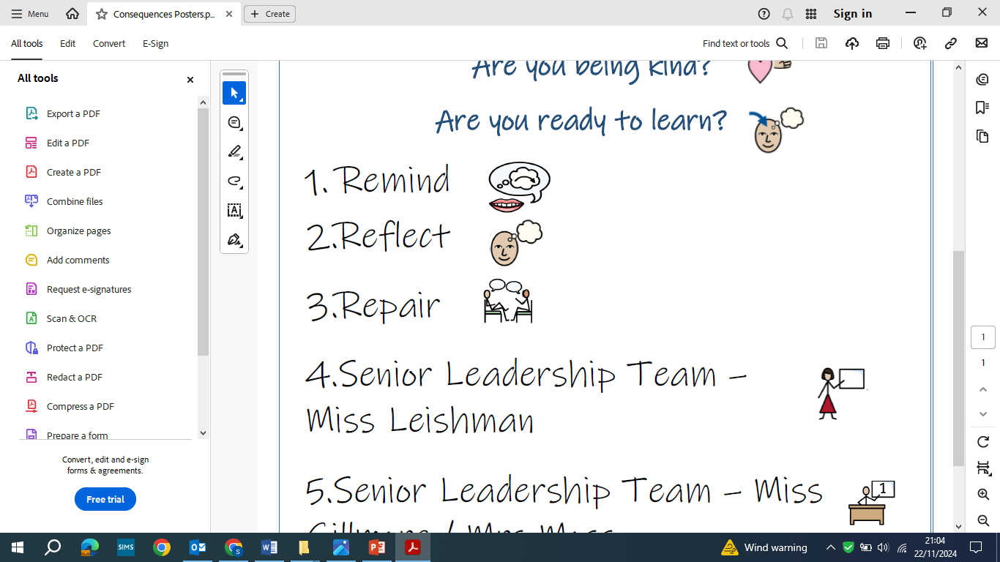 Menu
Consequences Posters.p...
Create
Sign in
All tools
Edit
Convert
E-Sign
Find text or tools
All tools
Export a PDF
Edit a PDF
Create a PDF
Combine files
Organize pages
Add comments
Request e-signatures
Scan & OCR
Protect a PDF
Redact a PDF
Compress a PDF
Prepare a form
Convert, edit and e-sign
forms & agreements.
Free trial
A
Are you being kind?
Are you ready to learn?
1. Remind
2.Reflect
3.Repair
4.Senior Leadership Team –
Miss Leishman
5.Senior Leadership Team – Miss
1
1
1
SIMS
Wind warning
21:04
22/11/2024